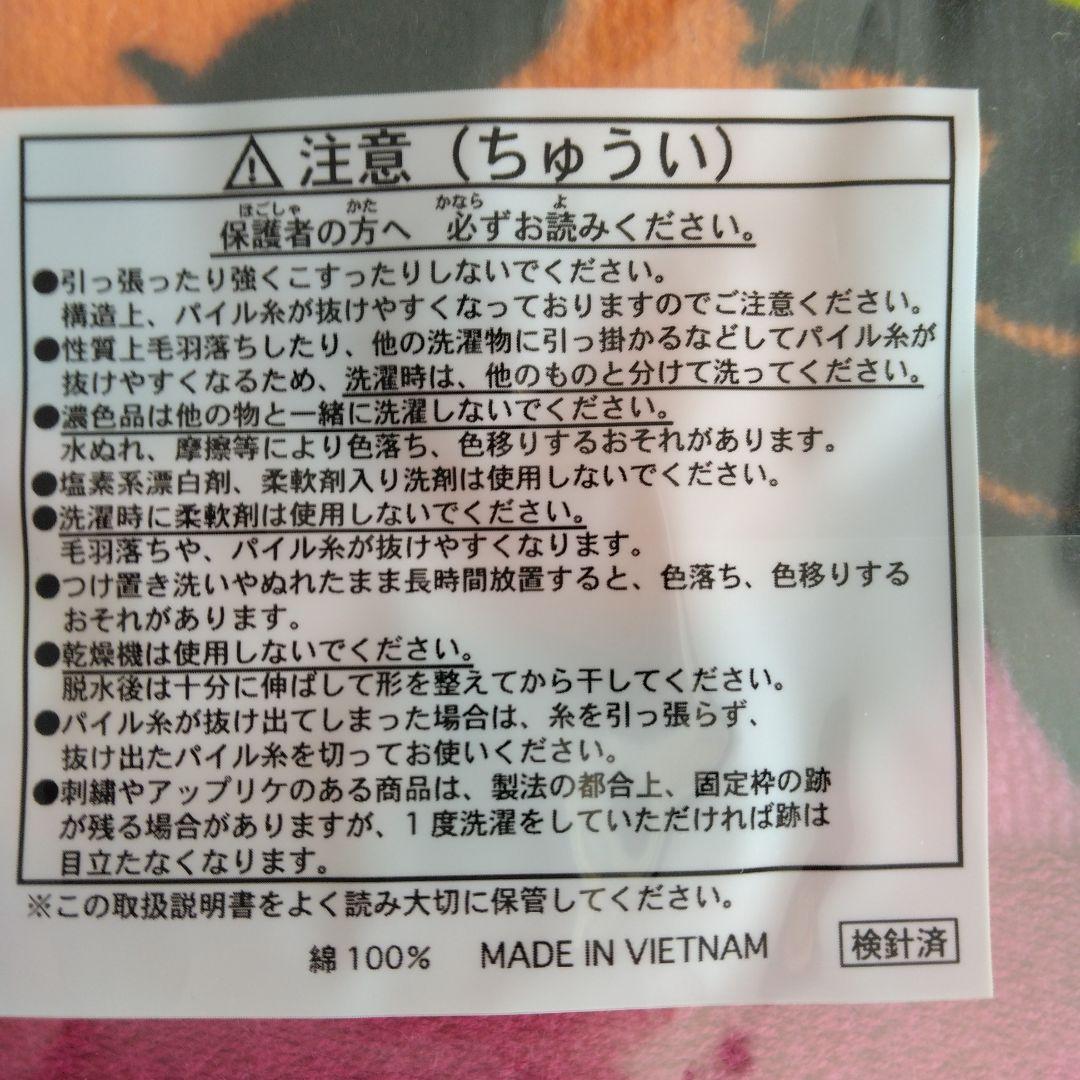 ⚠注意（ちゅうい）
ほごしゃ かた かなら よ
保護者の方へ 必ずお読みください。
●引っ張ったり強くこすったりしないでください。
構造上、パイル糸が抜けやすくなっておりますのでご注意ください。
●性質上毛羽落ちしたり、他の洗濯物に引っ掛かるなどしてパイル糸が
抜けやすくなるため、洗濯時は、他のものと分けて洗ってください。
●濃色品は他の物と一緒に洗濯しないでください。
水ぬれ、摩擦等により色落ち、色移りするおそれがあります。
●塩素系漂白剤、柔軟剤入り洗剤は使用しないでください。
●洗濯時に柔軟剤は使用しないでください。
毛羽落ちや、パイル糸が抜けやすくなります。
●つけ置き洗いやぬれたまま長時間放置すると、色落ち、色移りする
おそれがあります。
●乾燥機は使用しないでください。
脱水後は十分に伸ばして形を整えてから干してください。
●パイル糸が抜け出てしまった場合は、糸を引っ張らず、
抜け出たパイル糸を切ってお使いください。
●刺繍やアップリケのある商品は、製法の都合上、固定枠の跡
が残る場合がありますが、1度洗濯をしていただければ跡は
目立たなくなります。
※この取扱説明書をよく読み大切に保管してください。
綿100% MADE IN VIETNAM 検針済